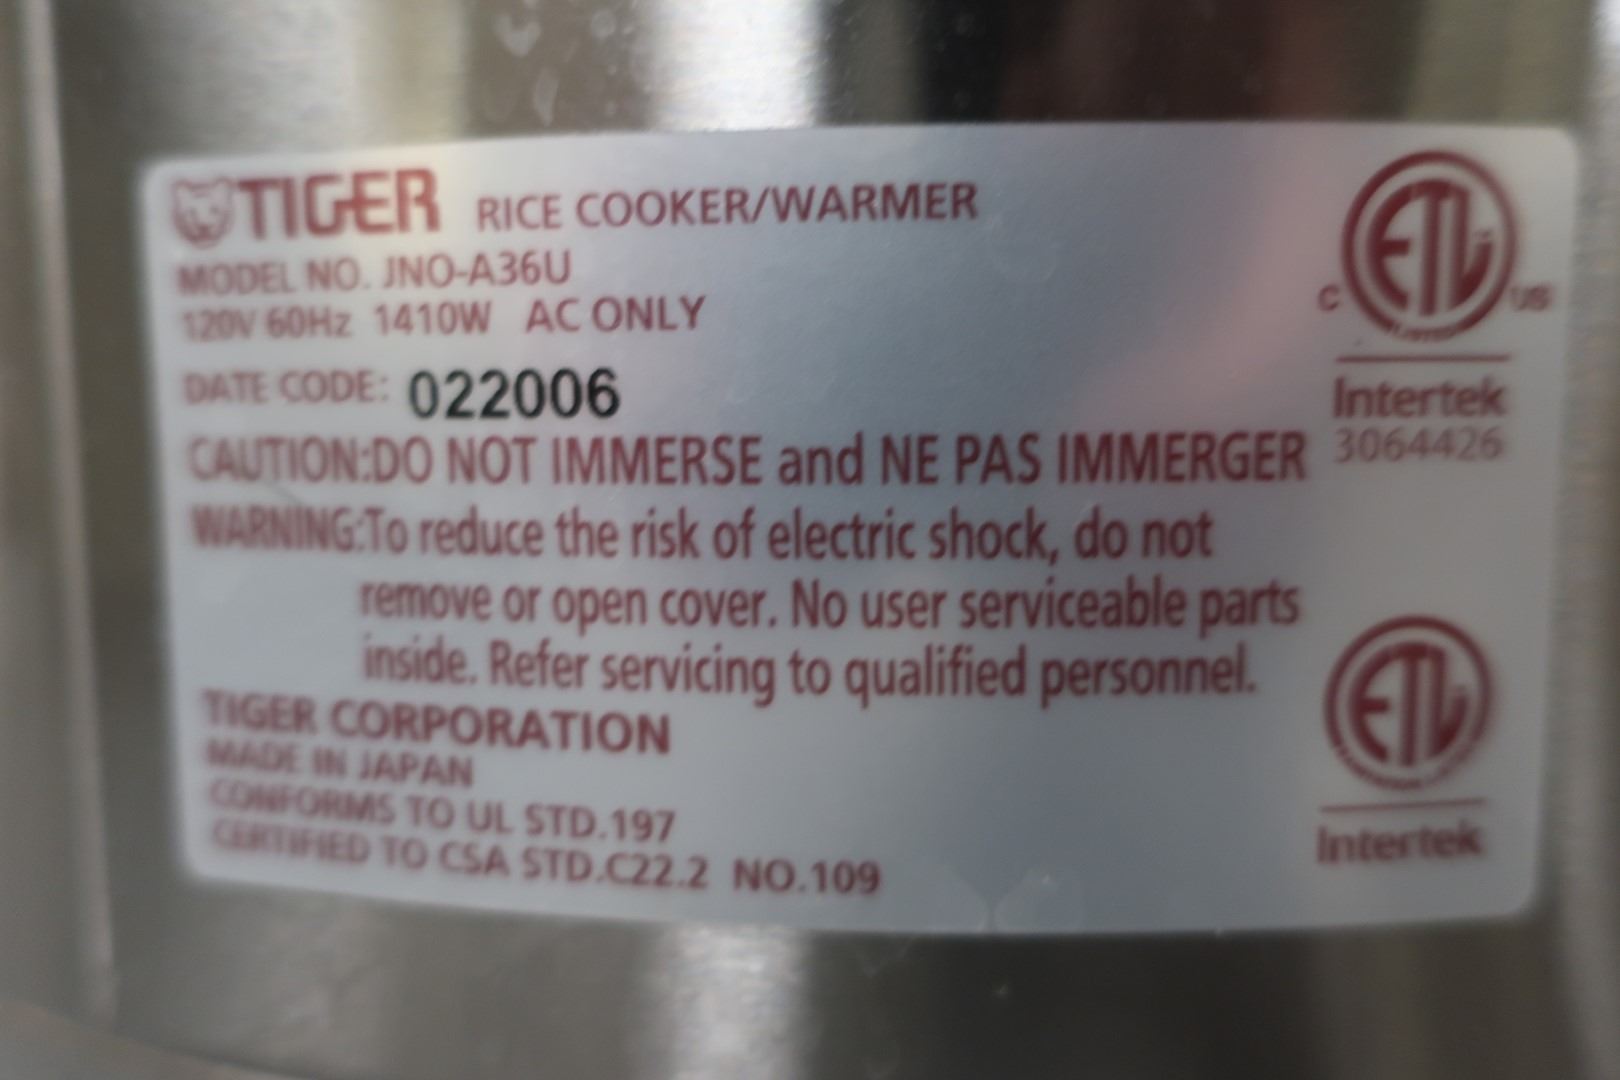 TIGER RICE COOKER/WARMER
MODEL NO. JNO-A36U
120V 60Hz 1410W AC ONLY
DATE CODE: 022006
CAUTION:DO NOT IMMERSE and NE PAS IMMERGER
WARNING:To reduce the risk of electric shock, do not
remove or open cover. No user serviceable parts
inside. Refer servicing to qualified personnel.
TIGER CORPORATION
MADE IN JAPAN
CONFORMS TO UL STD.197
CERTIFIED TO CSA STD.C22.2 NO.109
ETL
C US
LISTED
Intertek
3064426
ETL
Intertek